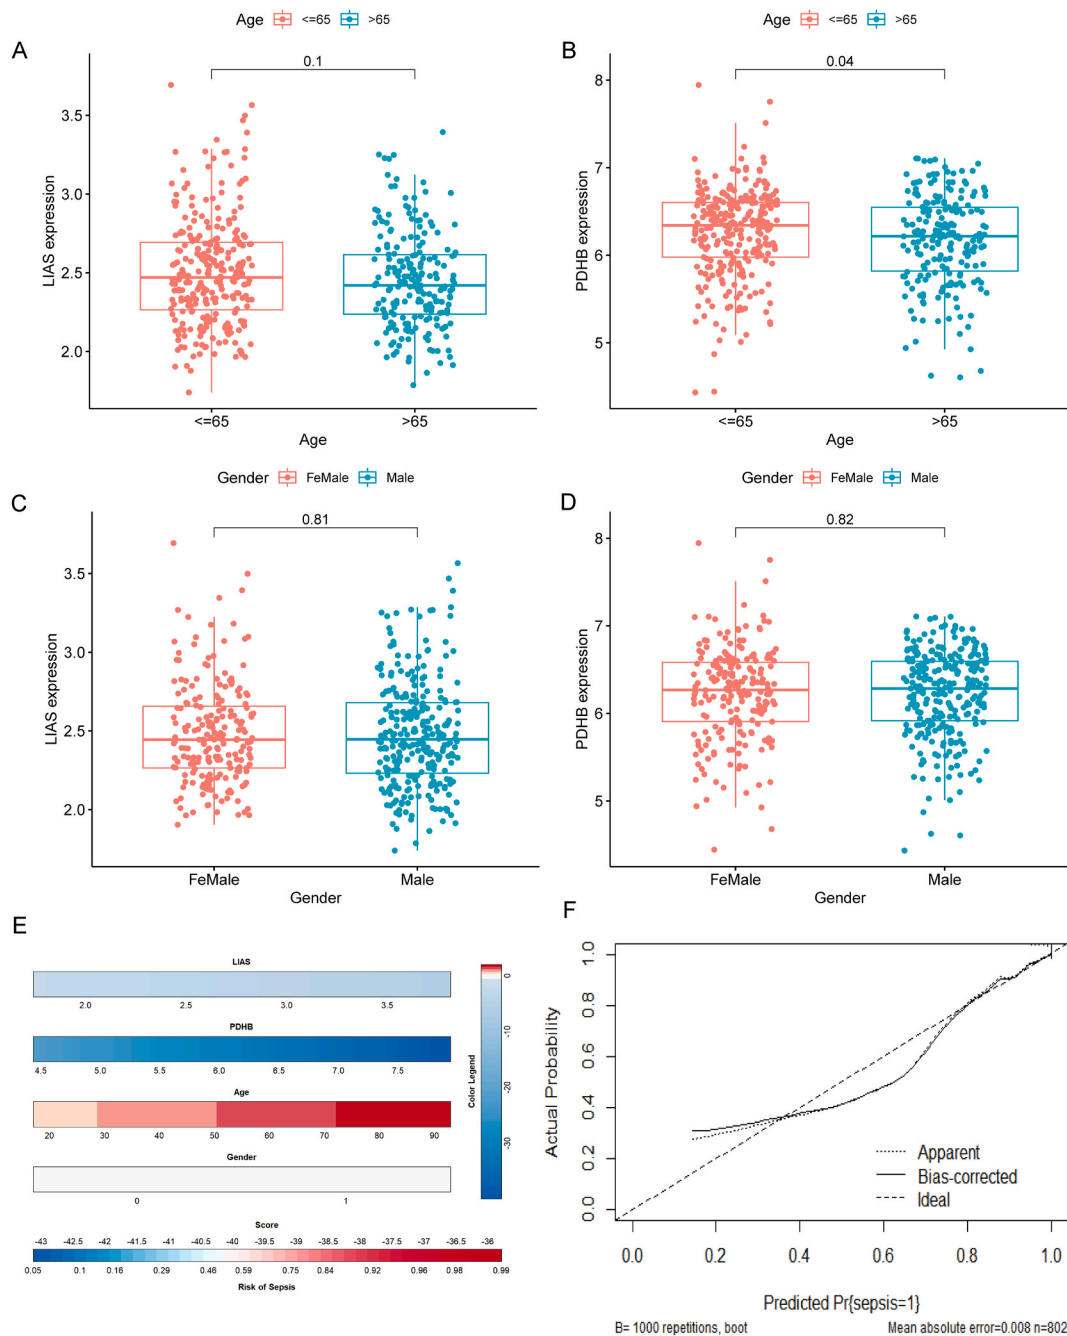 Age <=65 >65
A
0.1
LIAS expression
3.5
3.0
2.5
2.0
<=65 >65
Age
Age <=65 >65
B
0.04
PDHB expression
8
7
6
5
<=65 >65
Age
Gender FeMale Male
C
0.81
LIAS expression
3.5
3.0
2.5
2.0
FeMale Male
Gender
Gender FeMale Male
D
0.82
PDHB expression
8
7
6
5
FeMale Male
Gender
E
LIAS
2.0 2.5 3.0 3.5
PDHB
4.5 5.0 5.5 6.0 6.5 7.0 7.5
Age
20 30 40 50 60 70 80 90
Gender
0 1
Color Legend
0
-10
-20
-30
Score
-43 -42.5 -42 -41.5 -41 -40.5 -40 -39.5 -39 -38.5 -38 -37.5 -37 -36.5 -36
0.05 0.1 0.16 0.29 0.46 0.59 0.75 0.84 0.92 0.96 0.98 0.99
Risk of Sepsis
F
Actual Probability
1.0
0.8
0.6
0.4
0.2
0.0
Apparent
Bias-corrected
Ideal
0.0 0.2 0.4 0.6 0.8 1.0
Predicted Pr{sepsis=1}
B= 1000 repetitions, boot Mean absolute error=0.008 n=802